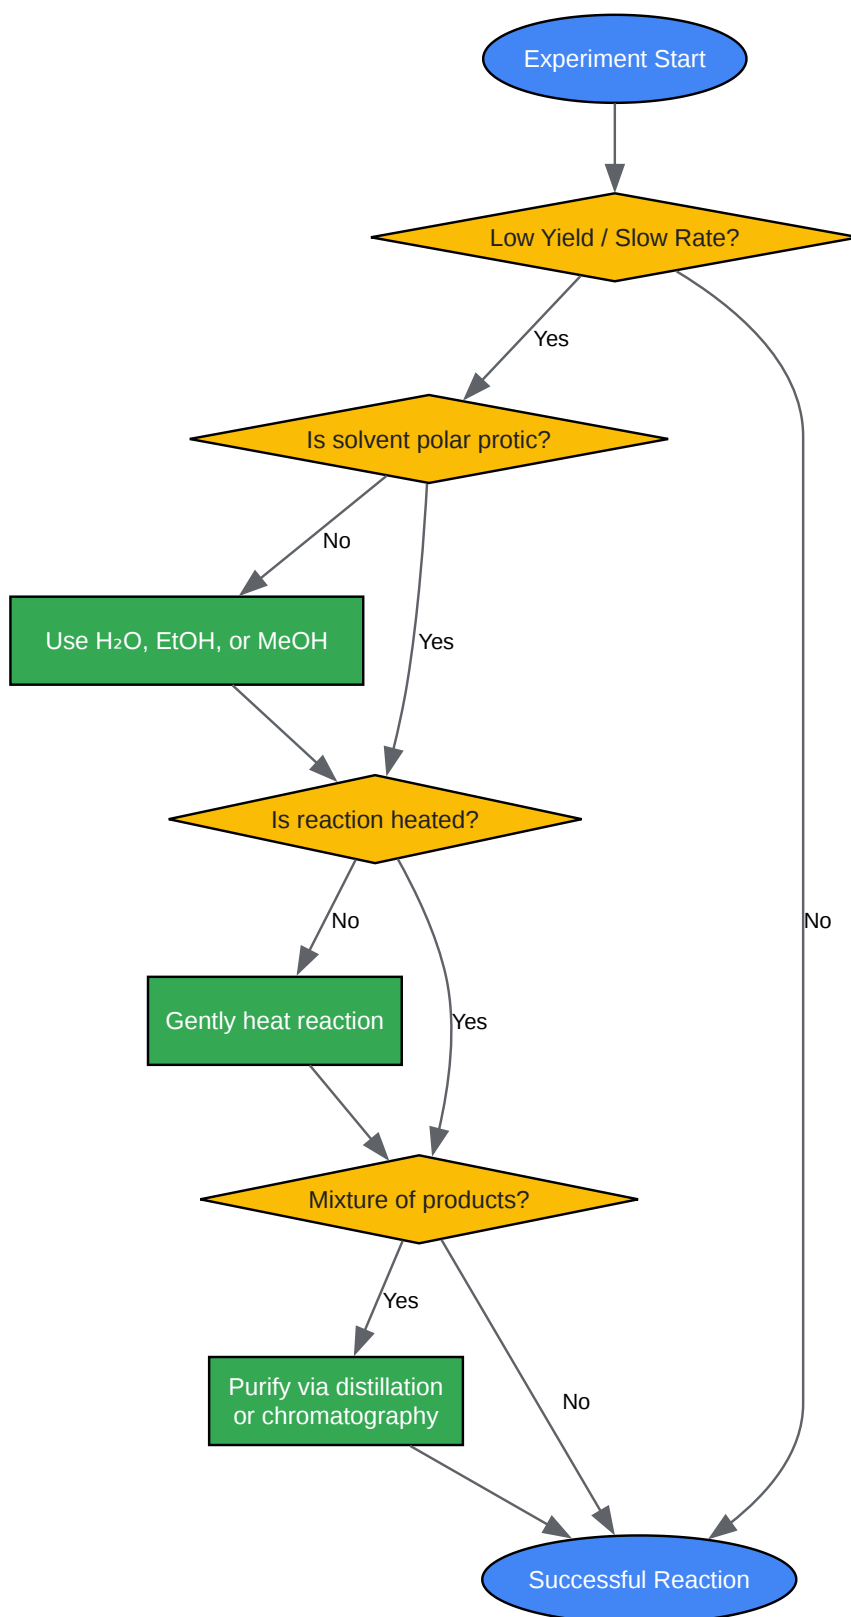 Experiment Start
Low Yield / Slow Rate?
Yes
Is solvent polar protic?
No
Use H₂O, EtOH, or MeOH
Yes
Is reaction heated?
No
No
Gently heat reaction
Yes
Mixture of products?
Yes
Purify via distillation
or chromatography
No
Successful Reaction